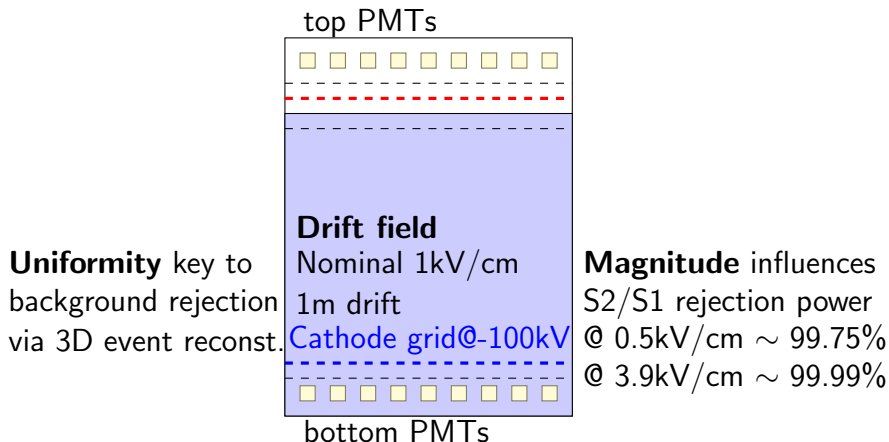 top PMTs
Drift field
Nominal 1kV/cm
1m drift
Cathode grid@-100kV
Uniformity key to
background rejection
via 3D event reconst.
Magnitude influences
S2/S1 rejection power
@ 0.5kV/cm ∼ 99.75%
@ 3.9kV/cm ∼ 99.99%
bottom PMTs